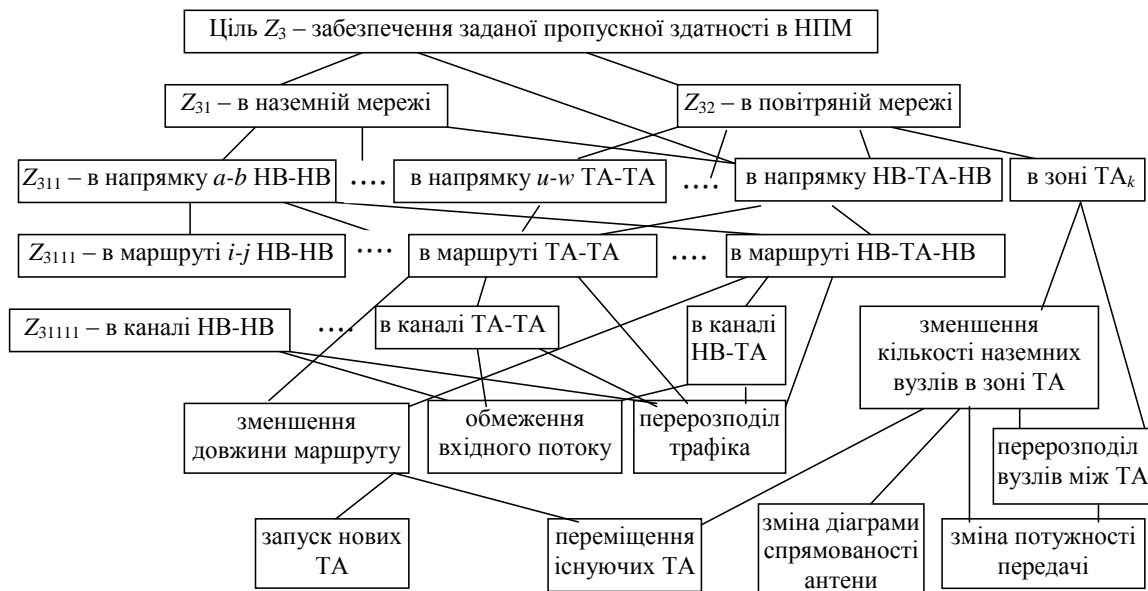 Ціль Z3 – забезпечення заданої пропускної здатності в НПМ
Z31 – в наземній мережі
Z32 – в повітряній мережі
Z311 – в напрямку a-b НВ-НВ
....
в напрямку u-w ТА-ТА
....
в напрямку НВ-ТА-НВ
в зоні ТАk
Z3111 – в маршруті i-j НВ-НВ
....
в маршруті ТА-ТА
....
в маршруті НВ-ТА-НВ
Z31111 – в каналі НВ-НВ
....
в каналі ТА-ТА
в
каналі
НВ-ТА
зменшення
кількості наземних
вузлів в зоні ТА
зменшення
довжини маршруту
обмеження
вхідного потоку
перерозподіл
трафіка
перерозподіл
вузлів між ТА
запуск нових
ТА
переміщення
існуючих ТА
зміна діаграми
спрямованості
антени
зміна потужності
передачі